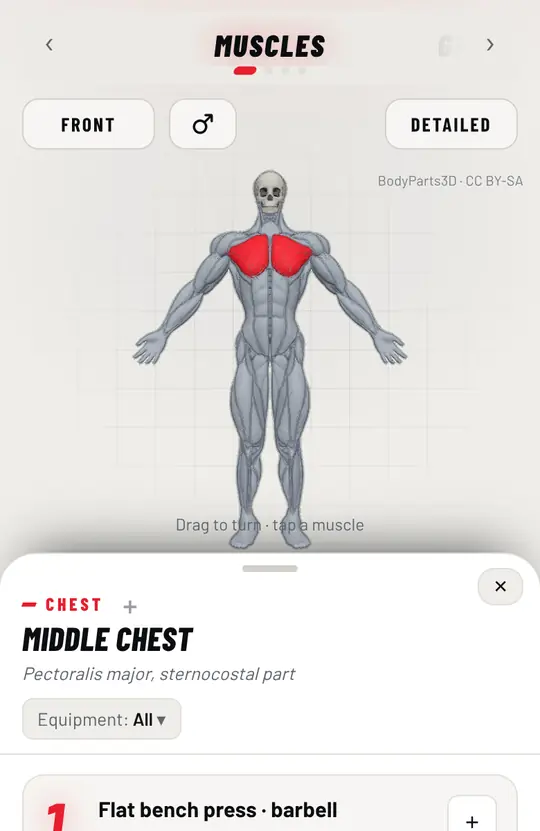 MUSCLES
FRONT
DETAILED
BodyParts3D · CC BY-SA
Drag to turn · tap a muscle
CHEST +
MIDDLE CHEST
Pectoralis major, sternocostal part
Equipment: All ▾
1
Flat bench press · barbell
+